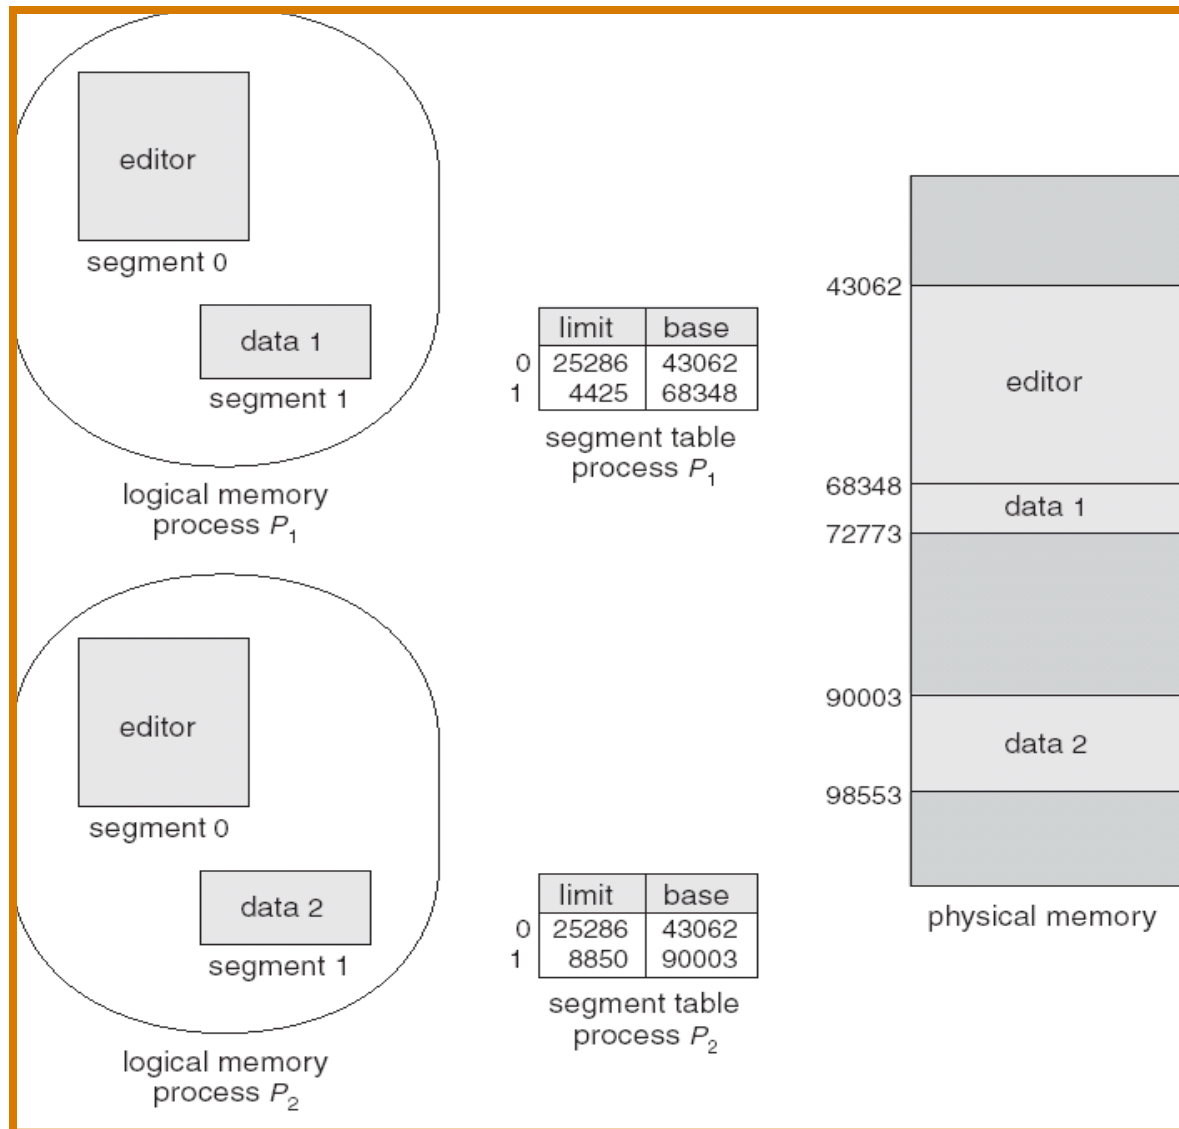 editor
segment 0
data 1
segment 1
logical memory
process P1
limit base
0 25286 43062
1 4425 68348
segment table
process P1
editor
segment 0
data 2
segment 1
logical memory
process P2
limit base
0 25286 43062
1 8850 90003
segment table
process P2
43062
editor
68348
data 1
72773
90003
data 2
98553
physical memory